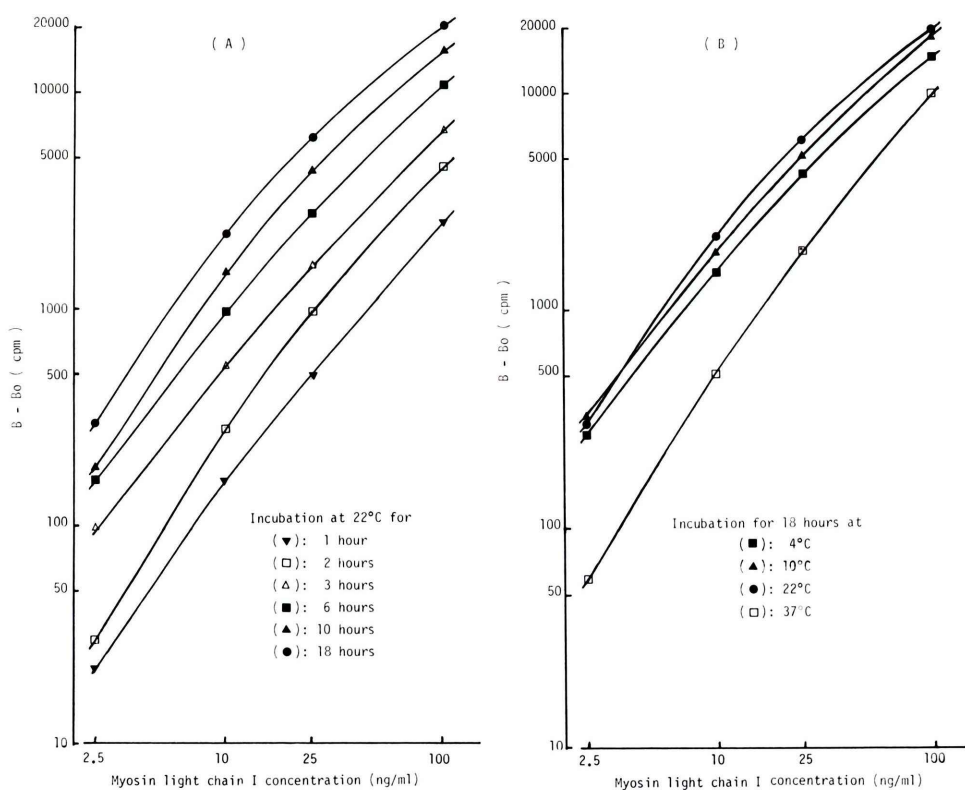 ( A )
20000
10000
5000
1000
500
100
50
10
B - Bo ( cpm )
Incubation at 22°C for
(▼): 1 hour
(□): 2 hours
(△): 3 hours
(■): 6 hours
(▲): 10 hours
(●): 18 hours
2.5 10 25 100
Myosin light chain I concentration (ng/ml)
( B )
20000
10000
5000
1000
500
100
50
10
B - Bo ( cpm )
Incubation for 18 hours at
(■): 4°C
(▲): 10°C
(●): 22°C
(□): 37°C
2.5 10 25 100
Myosin light chain I concentration (ng/ml)